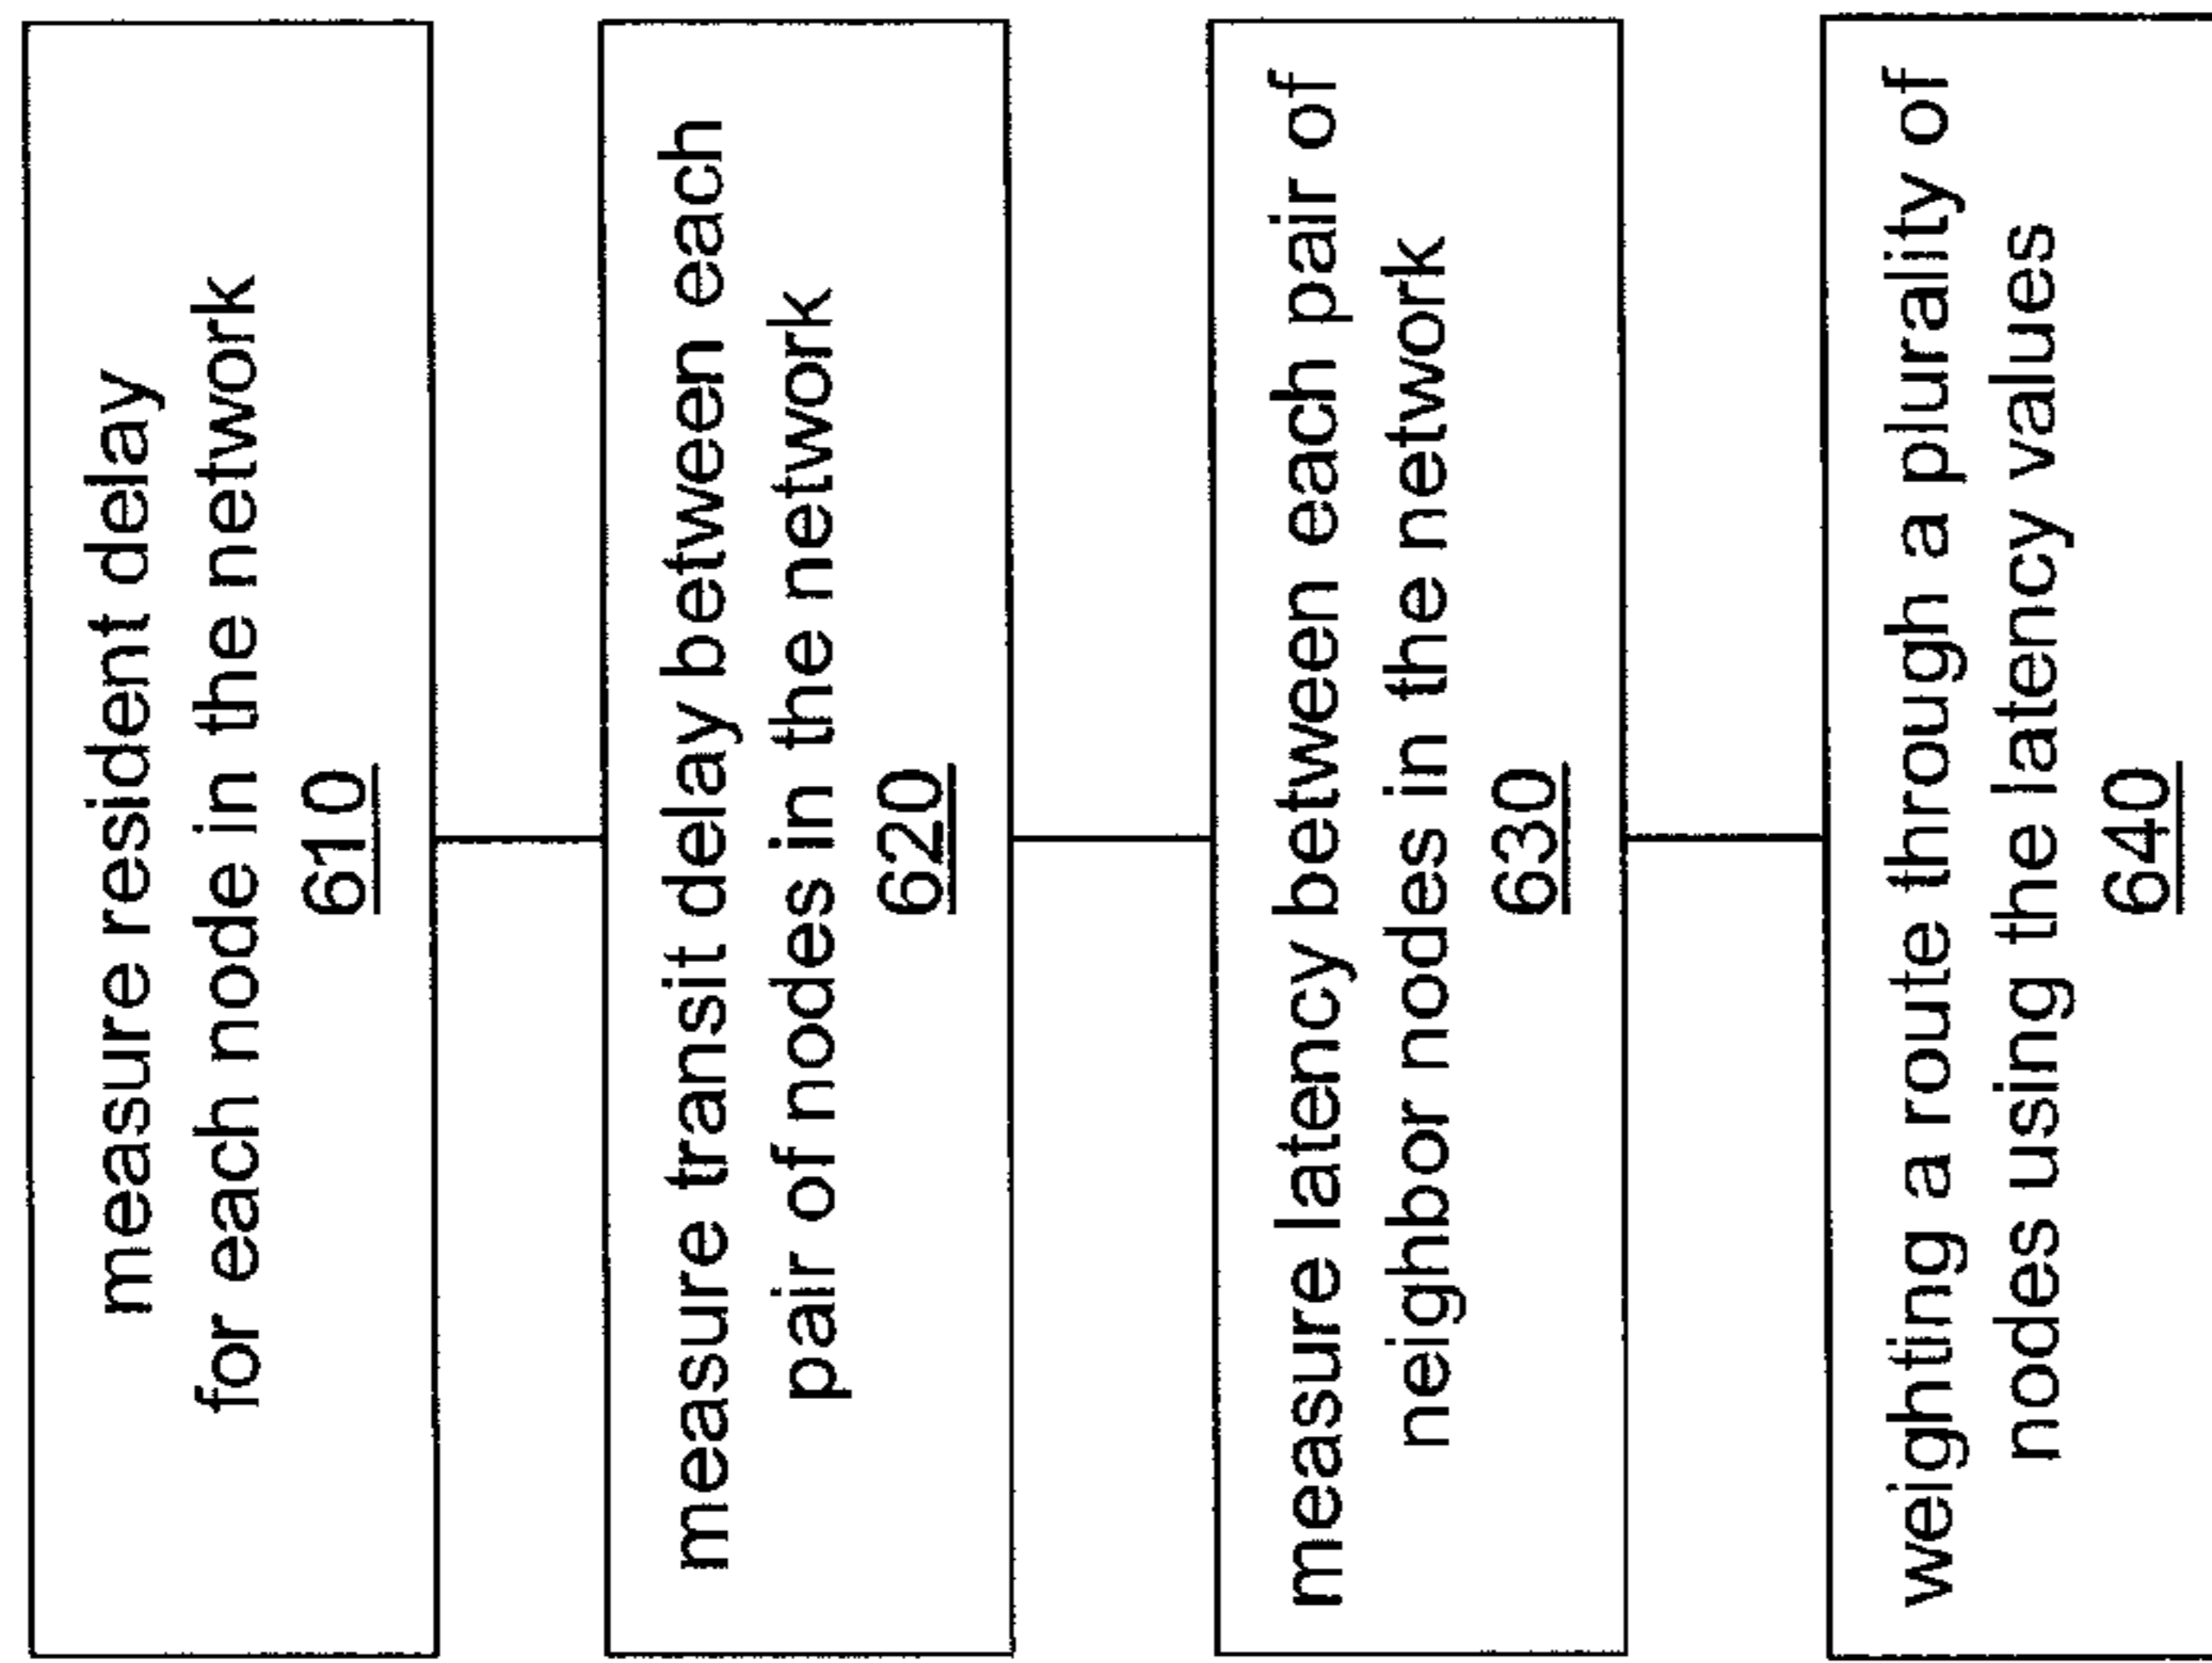 measure resident delay
for each node in the network
610
measure transit delay between each
pair of nodes in the network
620
measure latency between each pair of
neighbor nodes in the network
630
weighting a route through a plurality of
nodes using the latency values
640